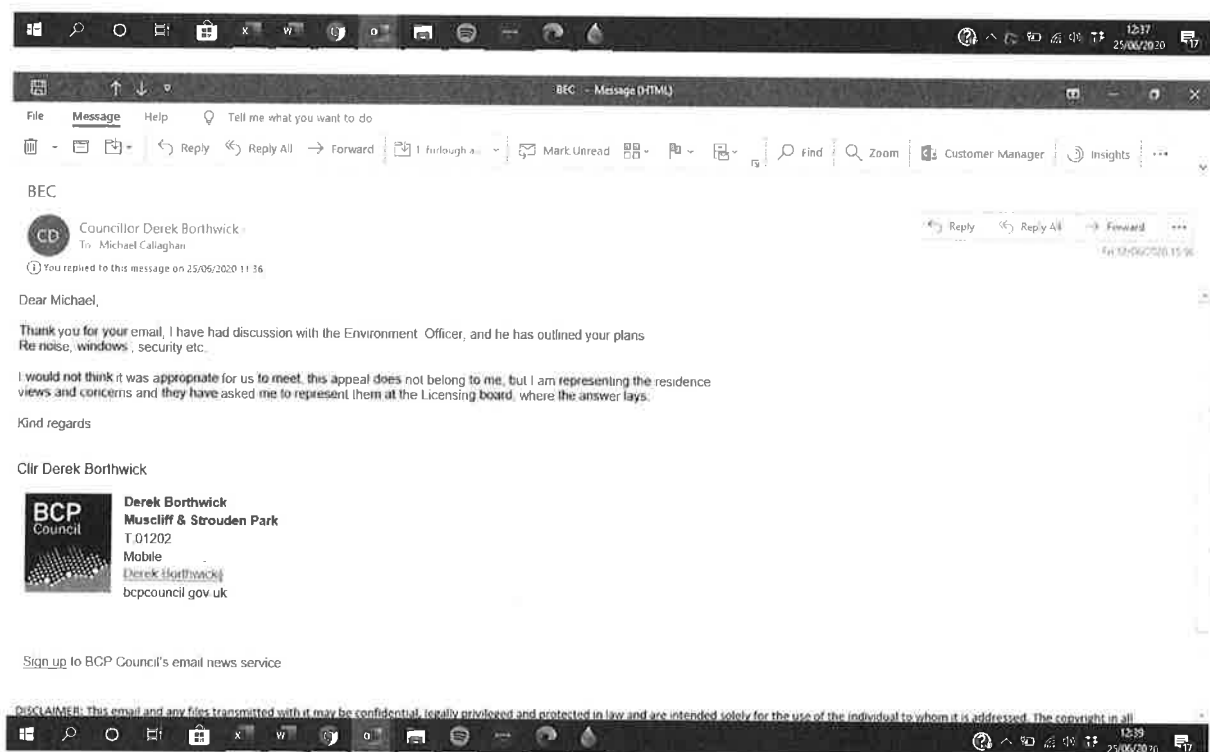 12:37
25/06/2020
17
BEC - Message (HTML)
File Message Help Tell me what you want to do
Reply Reply All Forward 1 furlough a Mark Unread Find Zoom Customer Manager Insights ...
BEC
CD
Councillor Derek Borthwick
Reply Reply All Forward ...
To Michael Callaghan
You replied to this message on 25/06/2020 11:36
Dear Michael,
Thank you for your email, I have had discussion with the Environment Officer, and he has outlined your plans
Re noise, windows , security etc.
I would not think it was appropriate for us to meet, this appeal does not belong to me, but I am representing the residence
views and concerns and they have asked me to represent them at the Licensing board, where the answer lays.
Kind regards
Cllr Derek Borthwick
BCP
Council
Derek Borthwick
Muscliff & Strouden Park
T.01202
Mobile
Derek Borthwick
bcpcouncil.gov.uk
Sign up to BCP Council's email news service
DISCLAIMER: This email and any files transmitted with it may be confidential, legally privileged and protected in law and are intended solely for the use of the individual to whom it is addressed. The copyright in all
12:39
25/06/2020